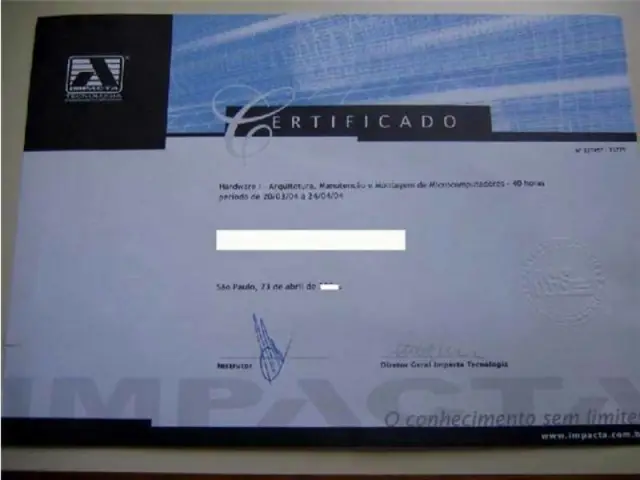 IMPACTA
TECNOLOGIA
CERTIFICADO
Hardware I - Arquitetura, Manutenção e Montagem de Microcomputadores - 40 horas
período de 20/03/04 à 24/04/04
São Paulo, 23 de abril de
Instrutor
Diretor Geral Impacta Tecnologia
IMPACTA
O conhecimento sem limites
www.impacta.com.b